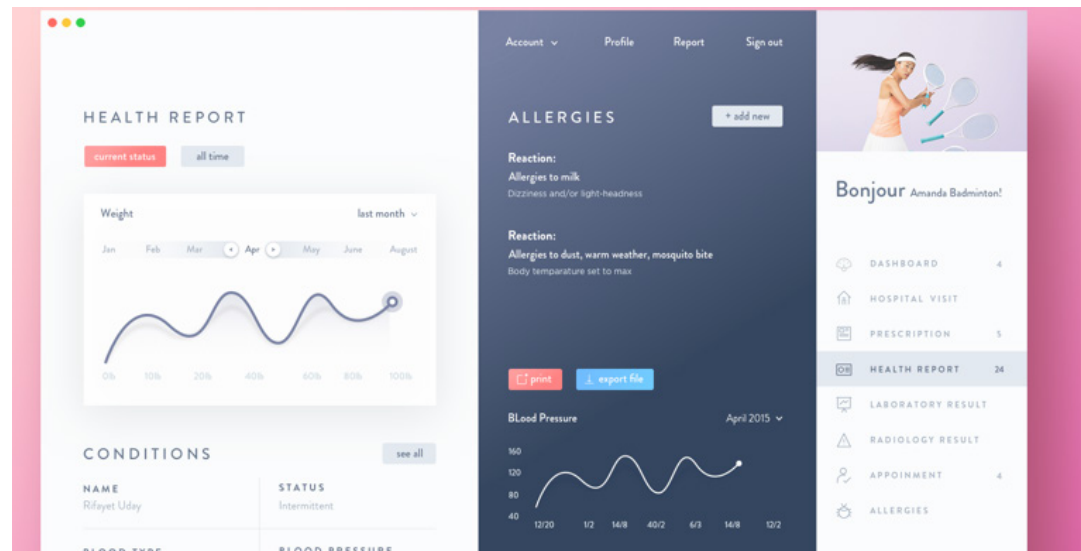 HEALTH REPORT
current status
all time
Weight
last month
Jan Feb Mar Apr May June August
0lb 10lb 20lb 40lb 60lb 80lb 100lb
CONDITIONS
see all
NAME
Rifayet Uday
STATUS
Intermittent
BLOOD TYPE
BLOOD PRESSURE
Account Profile Report Sign out
ALLERGIES
+ add new
Reaction:
Allergies to milk
Dizziness and/or light-headness
Reaction:
Allergies to dust, warm weather, mosquito bite
Body temparature set to max
print
export file
BLood Pressure
April 2015
160
120
80
40
12/20 1/2 14/8 40/2 6/3 14/8 12/2
Bonjour Amanda Badminton!
DASHBOARD 4
HOSPITAL VISIT
PRESCRIPTION 5
HEALTH REPORT 24
LABORATORY RESULT
RADIOLOGY RESULT
APPOINMENT 4
ALLERGIES